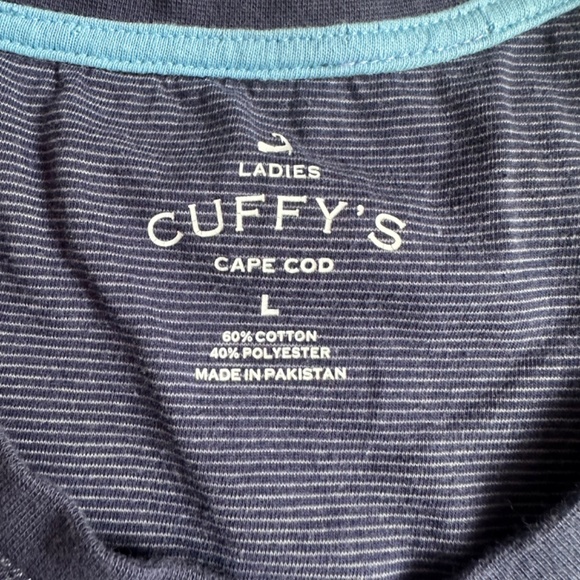 LADIES
CUFFY'S
CAPE COD
L
60% COTTON
40% POLYESTER
MADE IN PAKISTAN